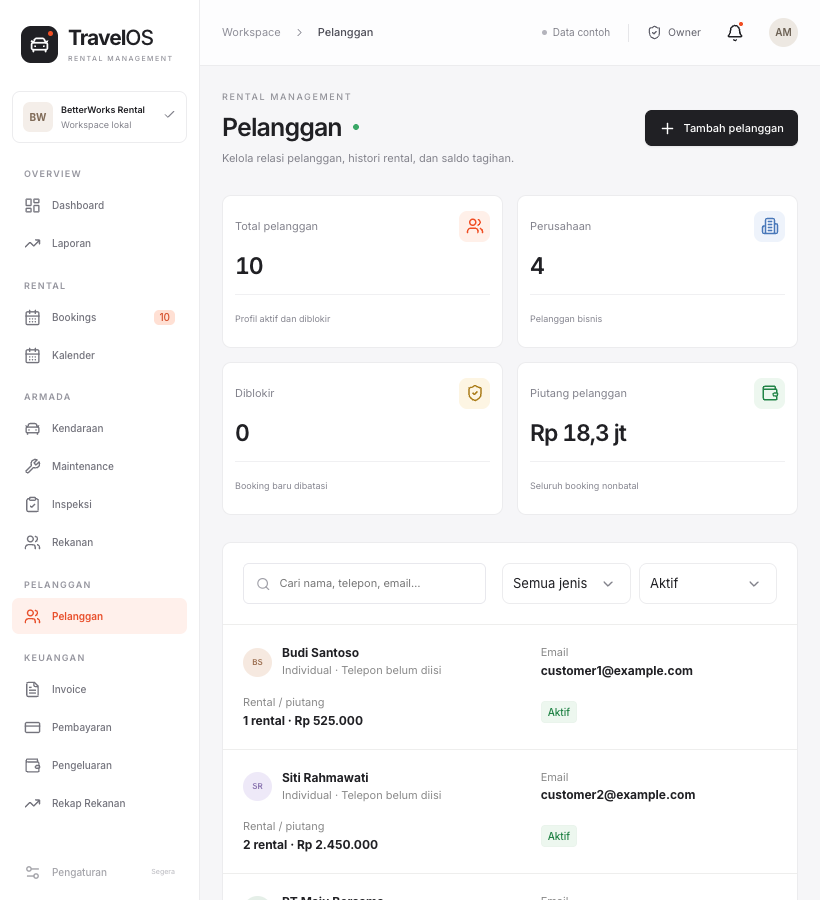 TravelOS
RENTAL MANAGEMENT
BW
BetterWorks Rental
Workspace lokal
OVERVIEW
Dashboard
Laporan
RENTAL
Bookings 10
Kalender
ARMADA
Kendaraan
Maintenance
Inspeksi
Rekanan
PELANGGAN
Pelanggan
KEUANGAN
Invoice
Pembayaran
Pengeluaran
Rekap Rekanan
Pengaturan Segera
Workspace Pelanggan
Data contoh
Owner
AM
RENTAL MANAGEMENT
Pelanggan
Kelola relasi pelanggan, histori rental, dan saldo tagihan.
Tambah pelanggan
Total pelanggan
10
Profil aktif dan diblokir
Perusahaan
4
Pelanggan bisnis
Diblokir
0
Booking baru dibatasi
Piutang pelanggan
Rp 18,3 jt
Seluruh booking nonbatal
Cari nama, telepon, email...
Semua jenis
Aktif
BS
Budi Santoso
Individual · Telepon belum diisi
Email
customer1@example.com
Rental / piutang
1 rental · Rp 525.000
Aktif
SR
Siti Rahmawati
Individual · Telepon belum diisi
Email
customer2@example.com
Rental / piutang
2 rental · Rp 2.450.000
Aktif
PT Maju Bersama
Email